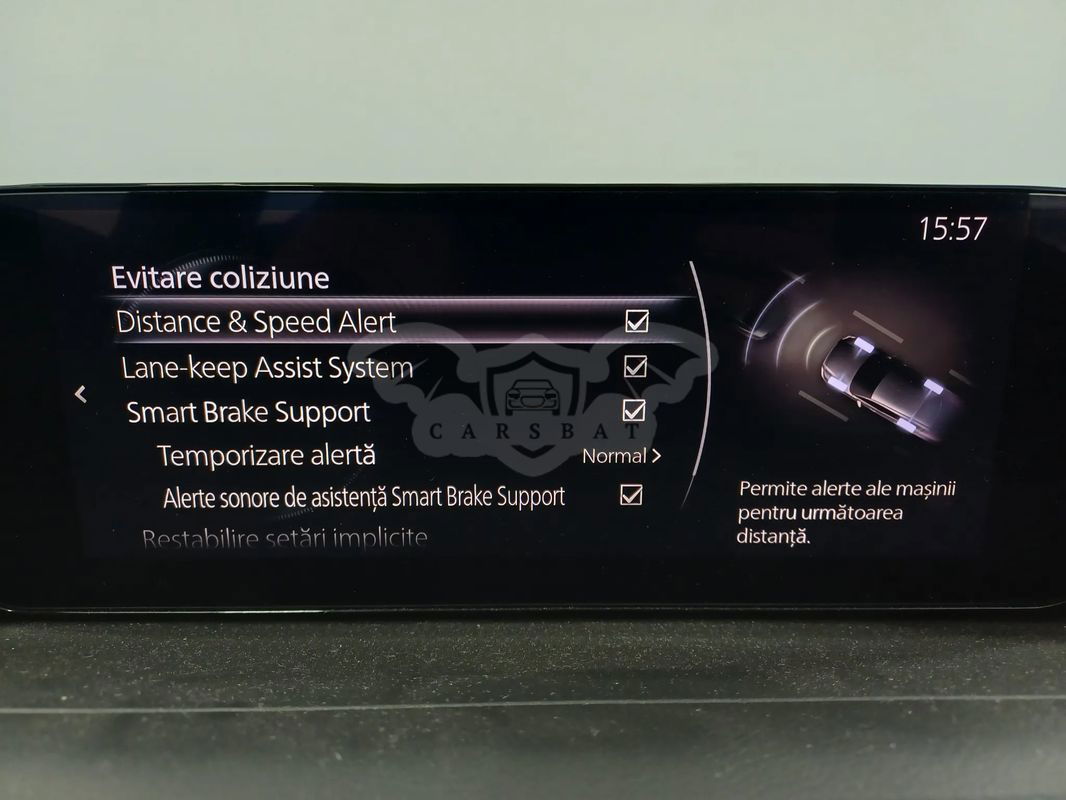 15:57
Evitare coliziune
Distance & Speed Alert
Lane-keep Assist System
Smart Brake Support
Temporizare alertă Normal >
Alerte sonore de asistență Smart Brake Support
Restabilire setări implicite
Permite alerte ale mașinii
pentru următoarea
distanță.
CARSBAT